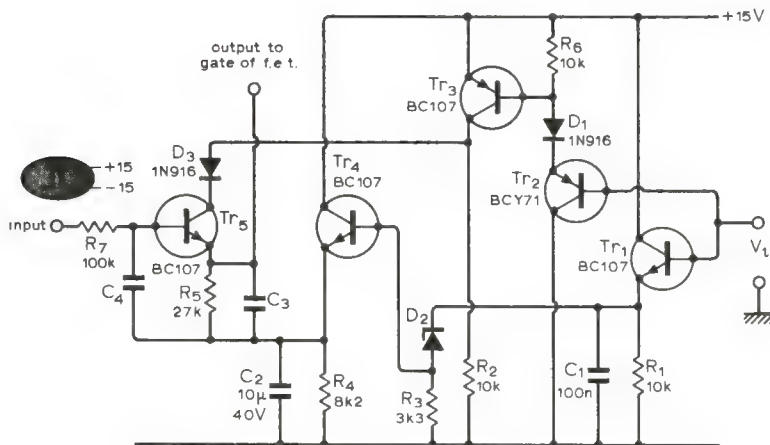 +15V
output to
gate of f.e.t.
R6
10k
Tr3
BC107
D1
1N916
D3
1N916
Tr4
BC107
Tr2
BCY71
+15
-15
input
Tr5
R7
100k
BC107
Tr1
BC107
V1
C4
R5
27k
C3
D2
C2
10µ
40V
R4
8k2
R3
3k3
R2
10k
C1
100n
R1
10k